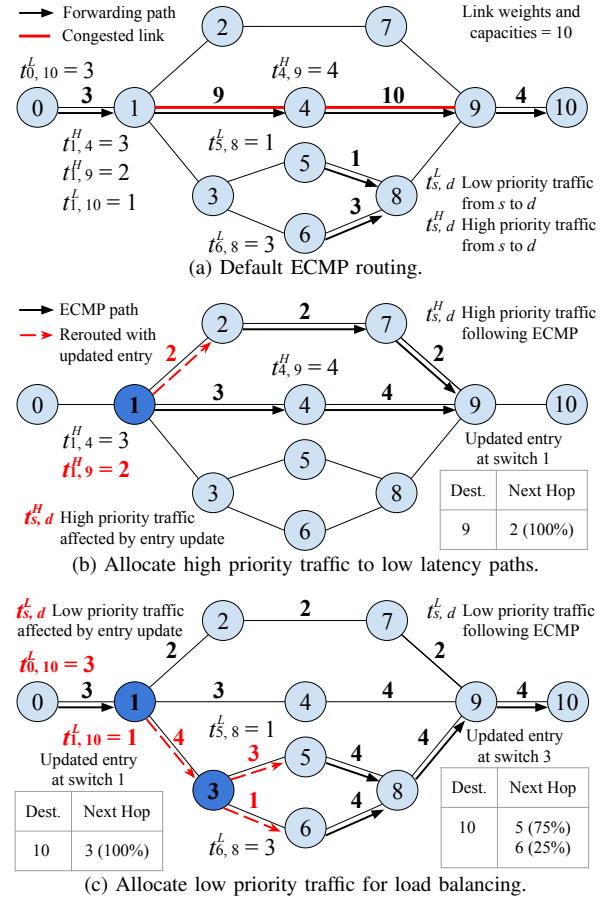 Forwarding path
Congested link
Link weights and
capacities = 10
2
7
t^L_{0, 10} = 3
t^H_{4, 9} = 4
0
3
1
9
4
10
9
4
10
t^H_{1, 4} = 3
t^H_{1, 9} = 2
t^L_{1, 10} = 1
t^L_{5, 8} = 1
5
1
3
8
t^L_{s, d} Low priority traffic
from s to d
t^H_{s, d} High priority traffic
from s to d
t^L_{6, 8} = 3
6
3
(a) Default ECMP routing.
ECMP path
Rerouted with
updated entry
2
2
7
t^H_{s, d} High priority traffic
following ECMP
2
2
t^H_{4, 9} = 4
0
1
3
4
4
9
10
t^H_{1, 4} = 3
t^H_{1, 9} = 2
5
3
8
6
Updated entry
at switch 1
Dest. Next Hop
9 2 (100%)
t^H_{s, d} High priority traffic
affected by entry update
(b) Allocate high priority traffic to low latency paths.
t^L_{s, d} Low priority traffic
affected by entry update
2
2
7
t^L_{s, d} Low priority traffic
following ECMP
2
2
t^L_{0, 10} = 3
0
3
1
3
4
4
9
4
10
t^L_{1, 10} = 1
4
t^L_{5, 8} = 1
3
5
4
4
3
1
8
6
4
t^L_{6, 8} = 3
Updated entry
at switch 1
Dest. Next Hop
10 3 (100%)
Updated entry
at switch 3
Dest. Next Hop
10 5 (75%)
6 (25%)
(c) Allocate low priority traffic for load balancing.